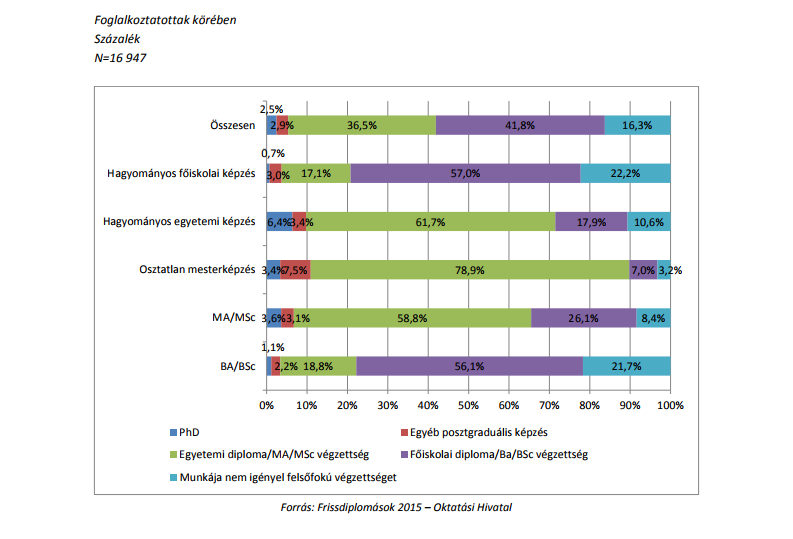 Foglalkoztatottak körében
Százalék
N=16 947
2,5%
Összesen 2,9% 36,5% 41,8% 16,3%
0,7%
Hagyományos főiskolai képzés 3,0% 17,1% 57,0% 22,2%
Hagyományos egyetemi képzés 6,4% 3,4% 61,7% 17,9% 10,6%
Osztatlan mesterképzés 3,4% 7,5% 78,9% 7,0% 3,2%
MA/MSc 3,6% 3,1% 58,8% 26,1% 8,4%
1,1%
BA/BSc 2,2% 18,8% 56,1% 21,7%
0% 10% 20% 30% 40% 50% 60% 70% 80% 90% 100%
PhD Egyéb posztgraduális képzés
Egyetemi diploma/MA/MSc végzettség Főiskolai diploma/Ba/BSc végzettség
Munkája nem igényel felsőfokú végzettséget
Forrás: Frissdiplomások 2015 – Oktatási Hivatal